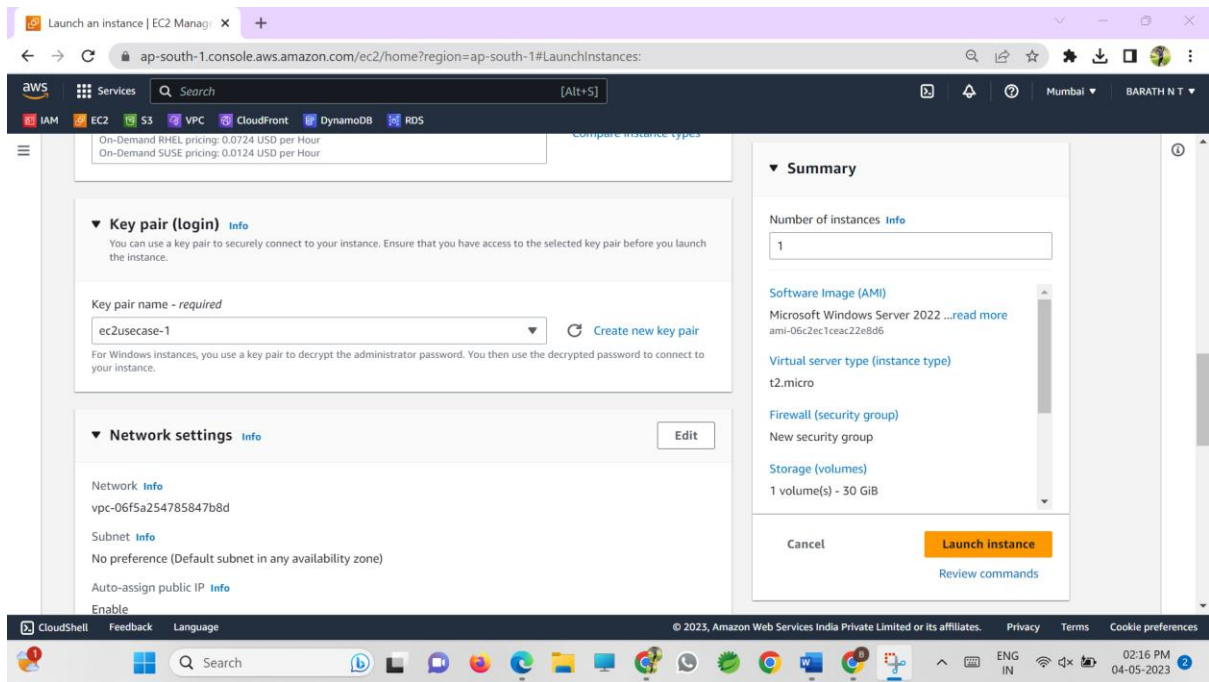 Launch an instance | EC2 Manag
ap-south-1.console.aws.amazon.com/ec2/home?region=ap-south-1#LaunchInstances:
aws
Services
Search
[Alt+S]
Mumbai
BARATH N T
IAM
EC2
S3
VPC
CloudFront
DynamoDB
RDS
On-Demand RHEL pricing: 0.0724 USD per Hour
On-Demand SUSE pricing: 0.0124 USD per Hour
Compare instance types
Key pair (login) Info
You can use a key pair to securely connect to your instance. Ensure that you have access to the selected key pair before you launch
the instance.
Key pair name - required
ec2usecase-1
Create new key pair
For Windows instances, you use a key pair to decrypt the administrator password. You then use the decrypted password to connect to
your instance.
Network settings Info
Edit
Network Info
vpc-06f5a254785847b8d
Subnet Info
No preference (Default subnet in any availability zone)
Auto-assign public IP Info
Enable
Summary
Number of instances Info
1
Software Image (AMI)
Microsoft Windows Server 2022 ...read more
ami-06c2ec1ceac22e8d6
Virtual server type (instance type)
t2.micro
Firewall (security group)
New security group
Storage (volumes)
1 volume(s) - 30 GiB
Cancel
Launch instance
Review commands
CloudShell
Feedback
Language
© 2023, Amazon Web Services India Private Limited or its affiliates.
Privacy
Terms
Cookie preferences
1
Search
B
ENG
IN
02:16 PM
04-05-2023
2